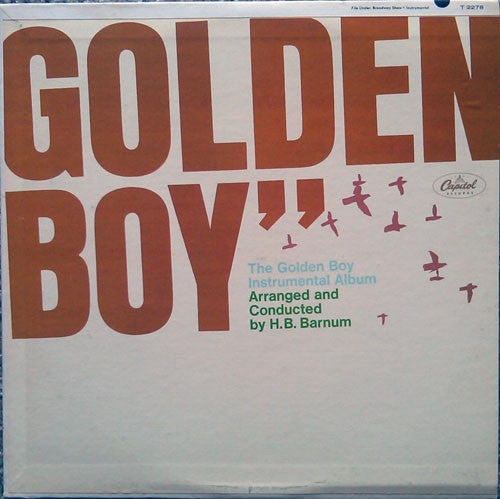 File Under: Broadway Show • Instrumental T 2278
GOLDEN
BOY”
Capitol
RECORDS
The Golden Boy
Instrumental Album
Arranged and
Conducted
by H.B. Barnum